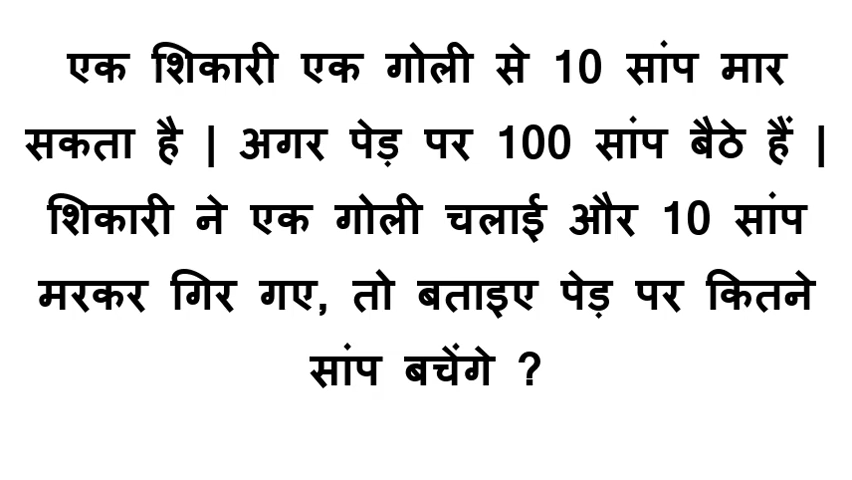 एक शिकारी एक गोली से 10 सांप मार
सकता है | अगर पेड़ पर 100 सांप बैठे हैं |
शिकारी ने एक गोली चलाई और 10 सांप
मरकर गिर गए, तो बताइए पेड़ पर कितने
सांप बचेंगे ?